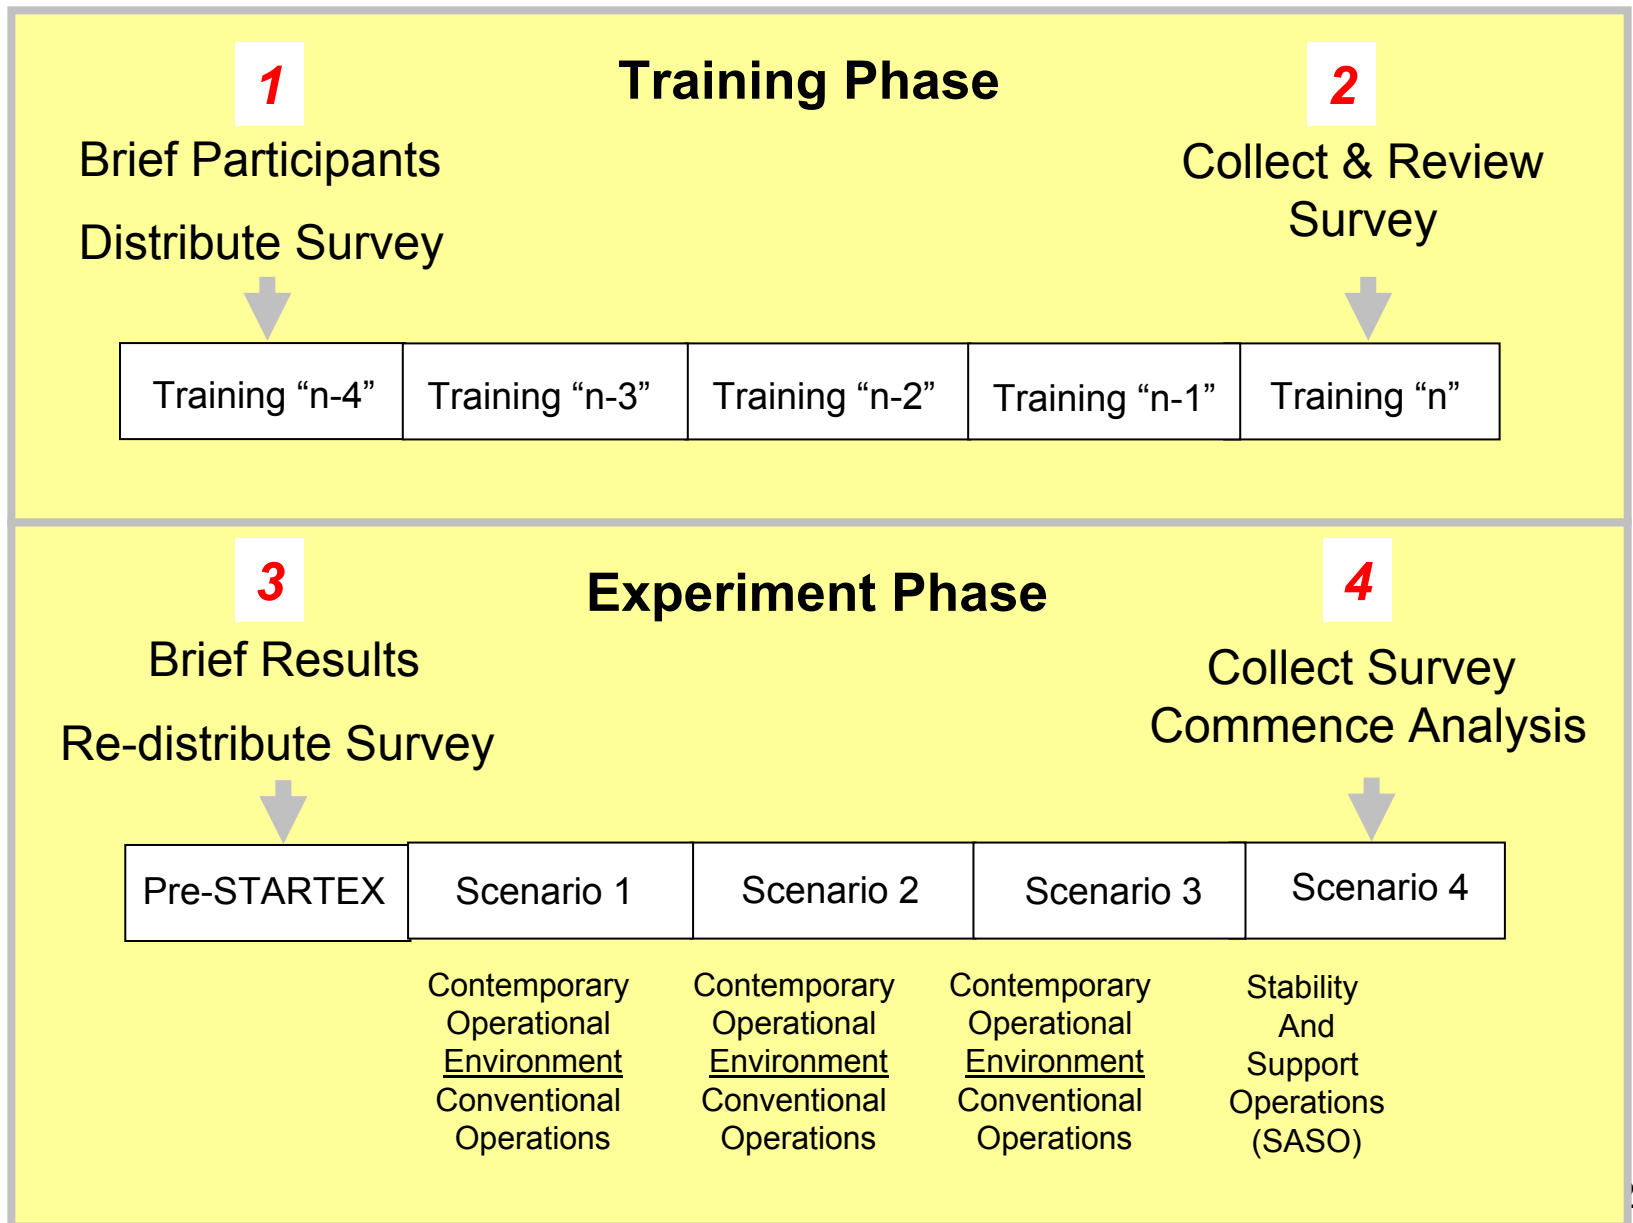 Training Phase
1
Brief Participants
Distribute Survey
2
Collect & Review
Survey
Training “n-4”
Training “n-3”
Training “n-2”
Training “n-1”
Training “n”
Experiment Phase
3
Brief Results
Re-distribute Survey
4
Collect Survey
Commence Analysis
Pre-STARTEX
Scenario 1
Scenario 2
Scenario 3
Scenario 4
Contemporary
Operational
Environment
Conventional
Operations
Contemporary
Operational
Environment
Conventional
Operations
Contemporary
Operational
Environment
Conventional
Operations
Stability
And
Support
Operations
(SASO)